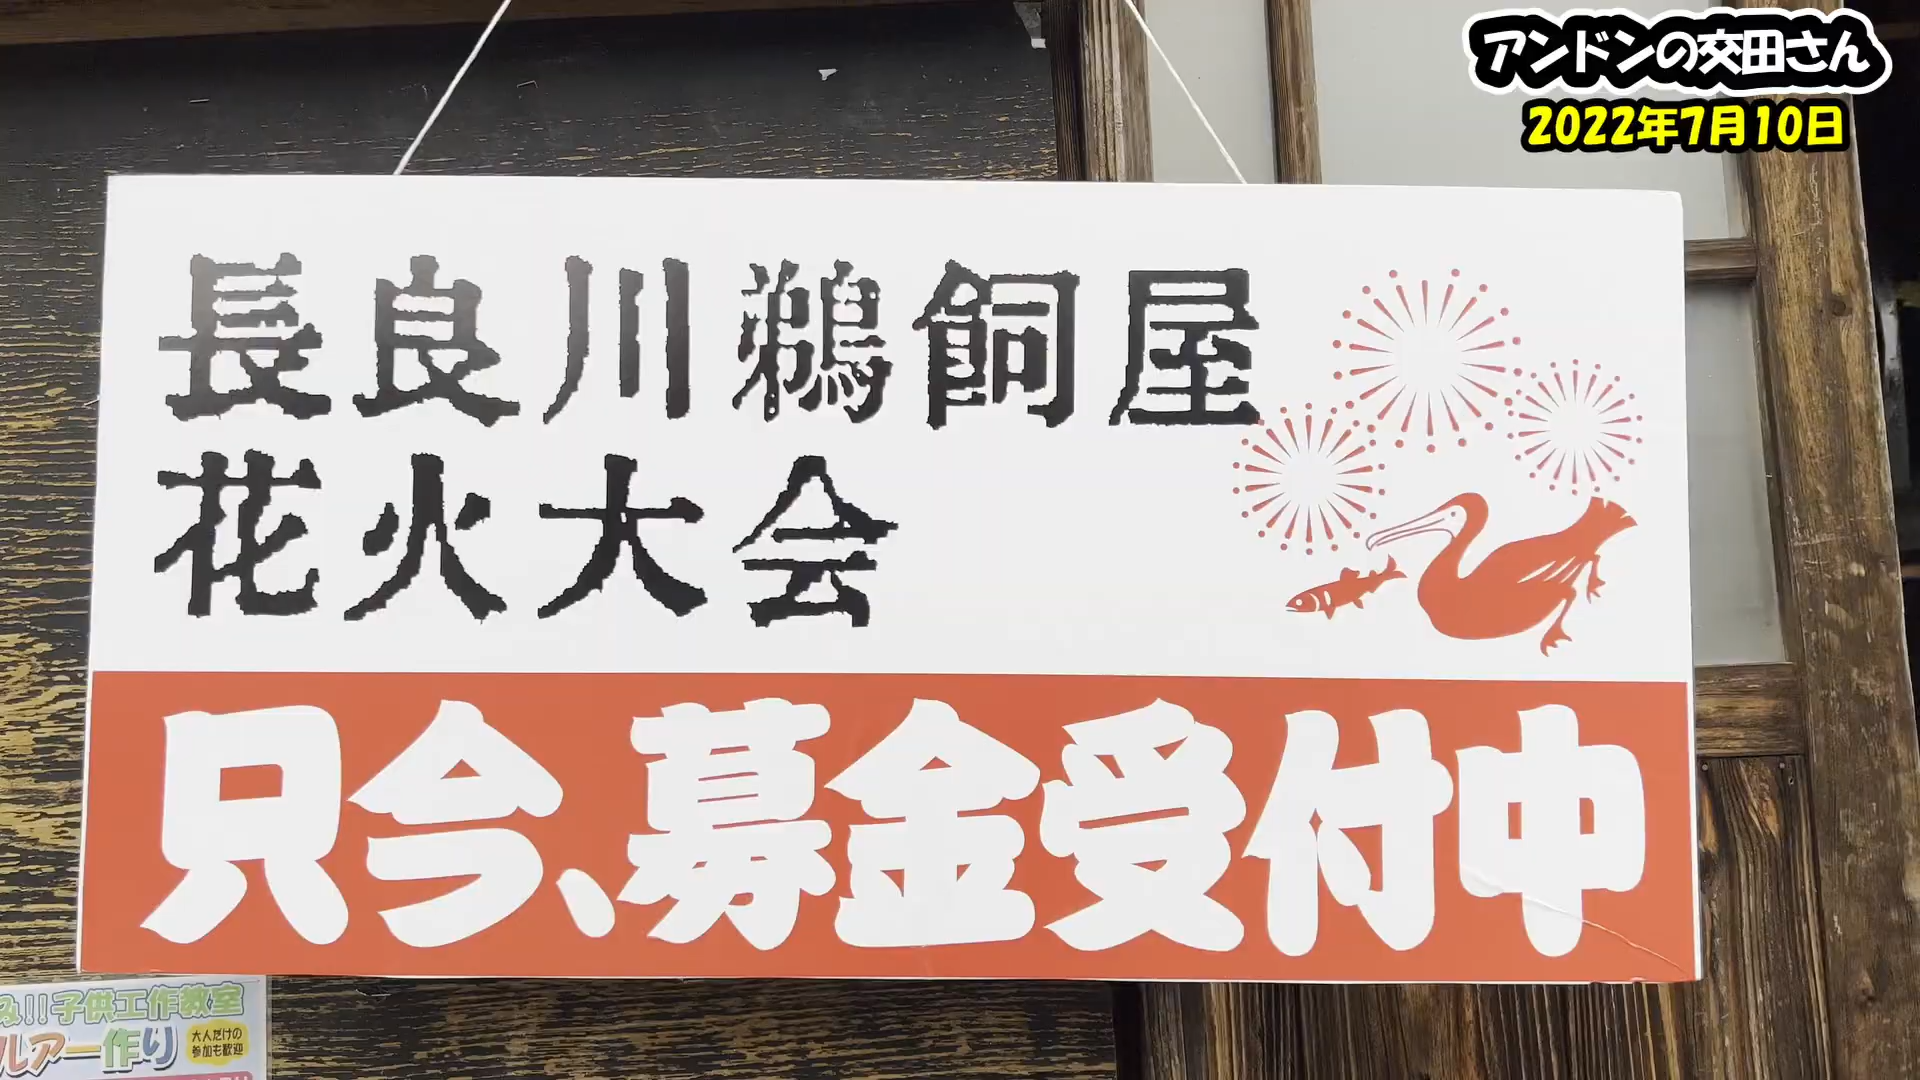 アンドンの交田さん
2022年7月10日
長良川鵜飼屋
花火大会
只今、募金受付中
み!!子供工作教室
ルアー作り
大人だけの
参加も歓迎